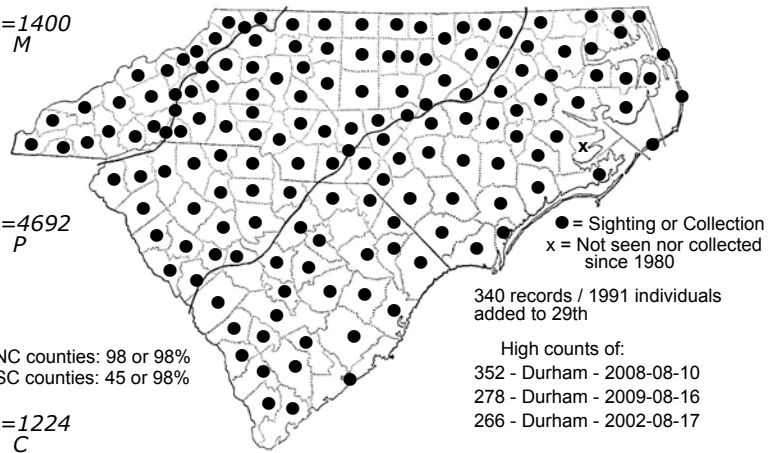 =1400
M
=4692
P
=1224
C
NC counties: 98 or 98%
SC counties: 45 or 98%
x
● = Sighting or Collection
x = Not seen nor collected
since 1980
340 records / 1991 individuals
added to 29th
High counts of:
352 - Durham - 2008-08-10
278 - Durham - 2009-08-16
266 - Durham - 2002-08-17